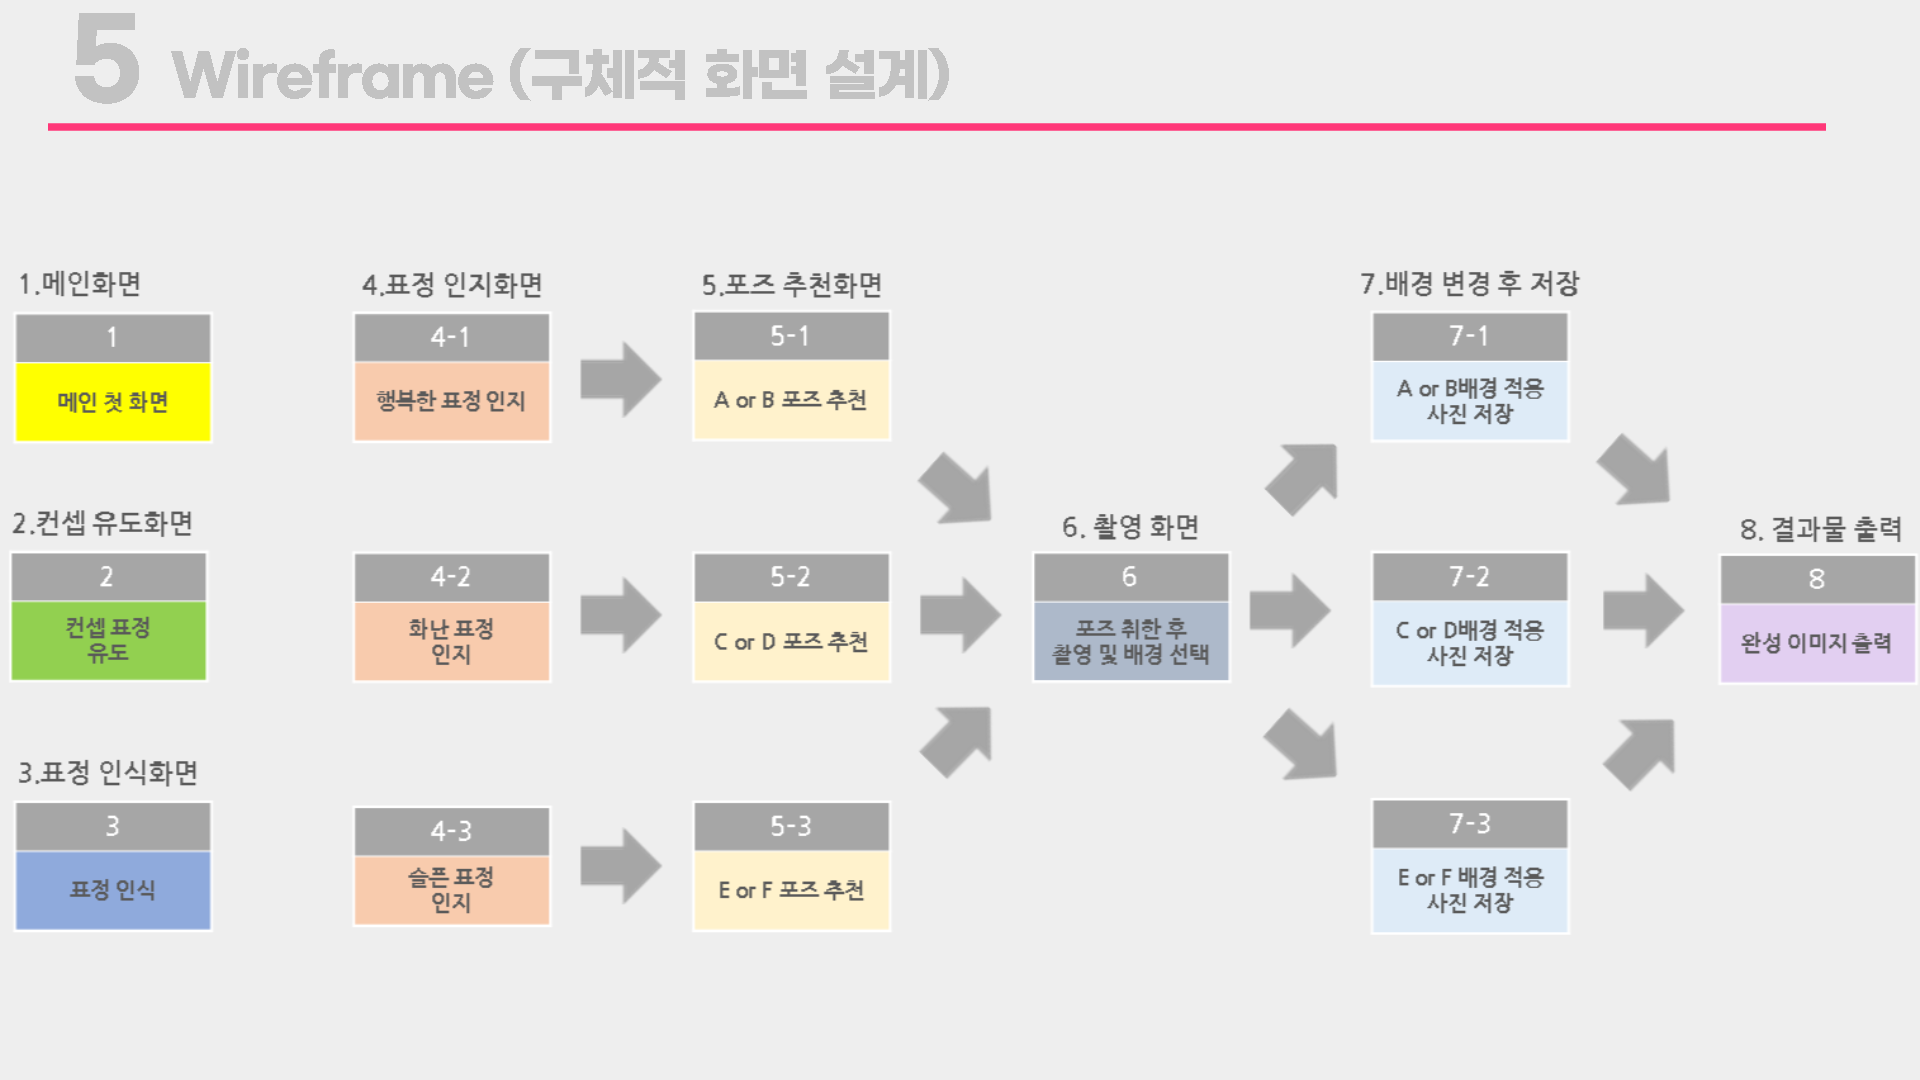 5 Wireframe (구체적 화면 설계)
1.메인화면
1
메인 첫 화면
2.컨셉 유도화면
2
컨셉 표정
유도
3.표정 인식화면
3
표정 인식
4.표정 인지화면
4-1
행복한 표정 인지
4-2
화난 표정
인지
4-3
슬픈 표정
인지
5.포즈 추천화면
5-1
A or B 포즈 추천
5-2
C or D 포즈 추천
5-3
E or F 포즈 추천
6. 촬영 화면
6
포즈 취한 후
촬영 및 배경 선택
7.배경 변경 후 저장
7-1
A or B배경 적용
사진 저장
7-2
C or D배경 적용
사진 저장
7-3
E or F 배경 적용
사진 저장
8. 결과물 출력
8
완성 이미지 출력